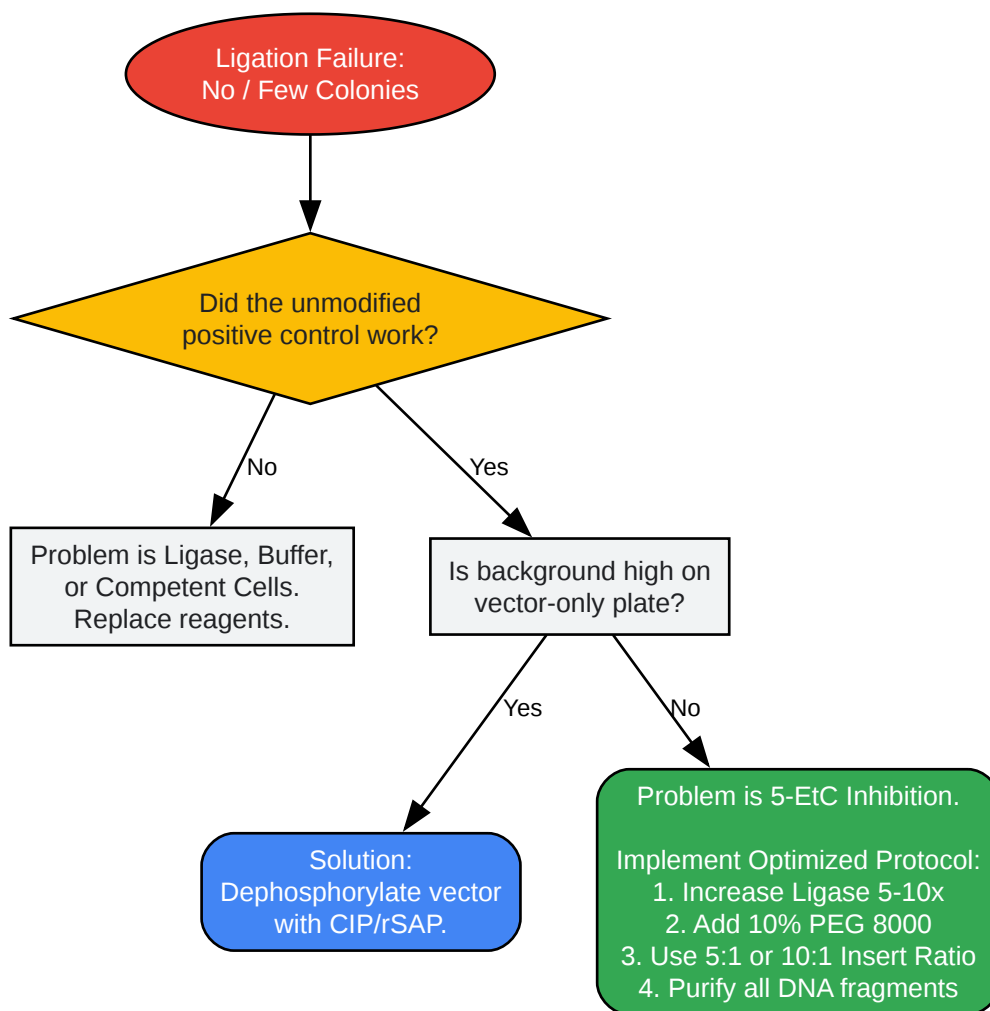 Ligation Failure:
No / Few Colonies
Did the unmodified
positive control work?
No
Yes
Problem is Ligase, Buffer,
or Competent Cells.
Replace reagents.
Is background high on
vector-only plate?
Yes
No
Solution:
Dephosphorylate vector
with CIP/rSAP.
Problem is 5-EtC Inhibition.
Implement Optimized Protocol:
1. Increase Ligase 5-10x
2. Add 10% PEG 8000
3. Use 5:1 or 10:1 Insert Ratio
4. Purify all DNA fragments